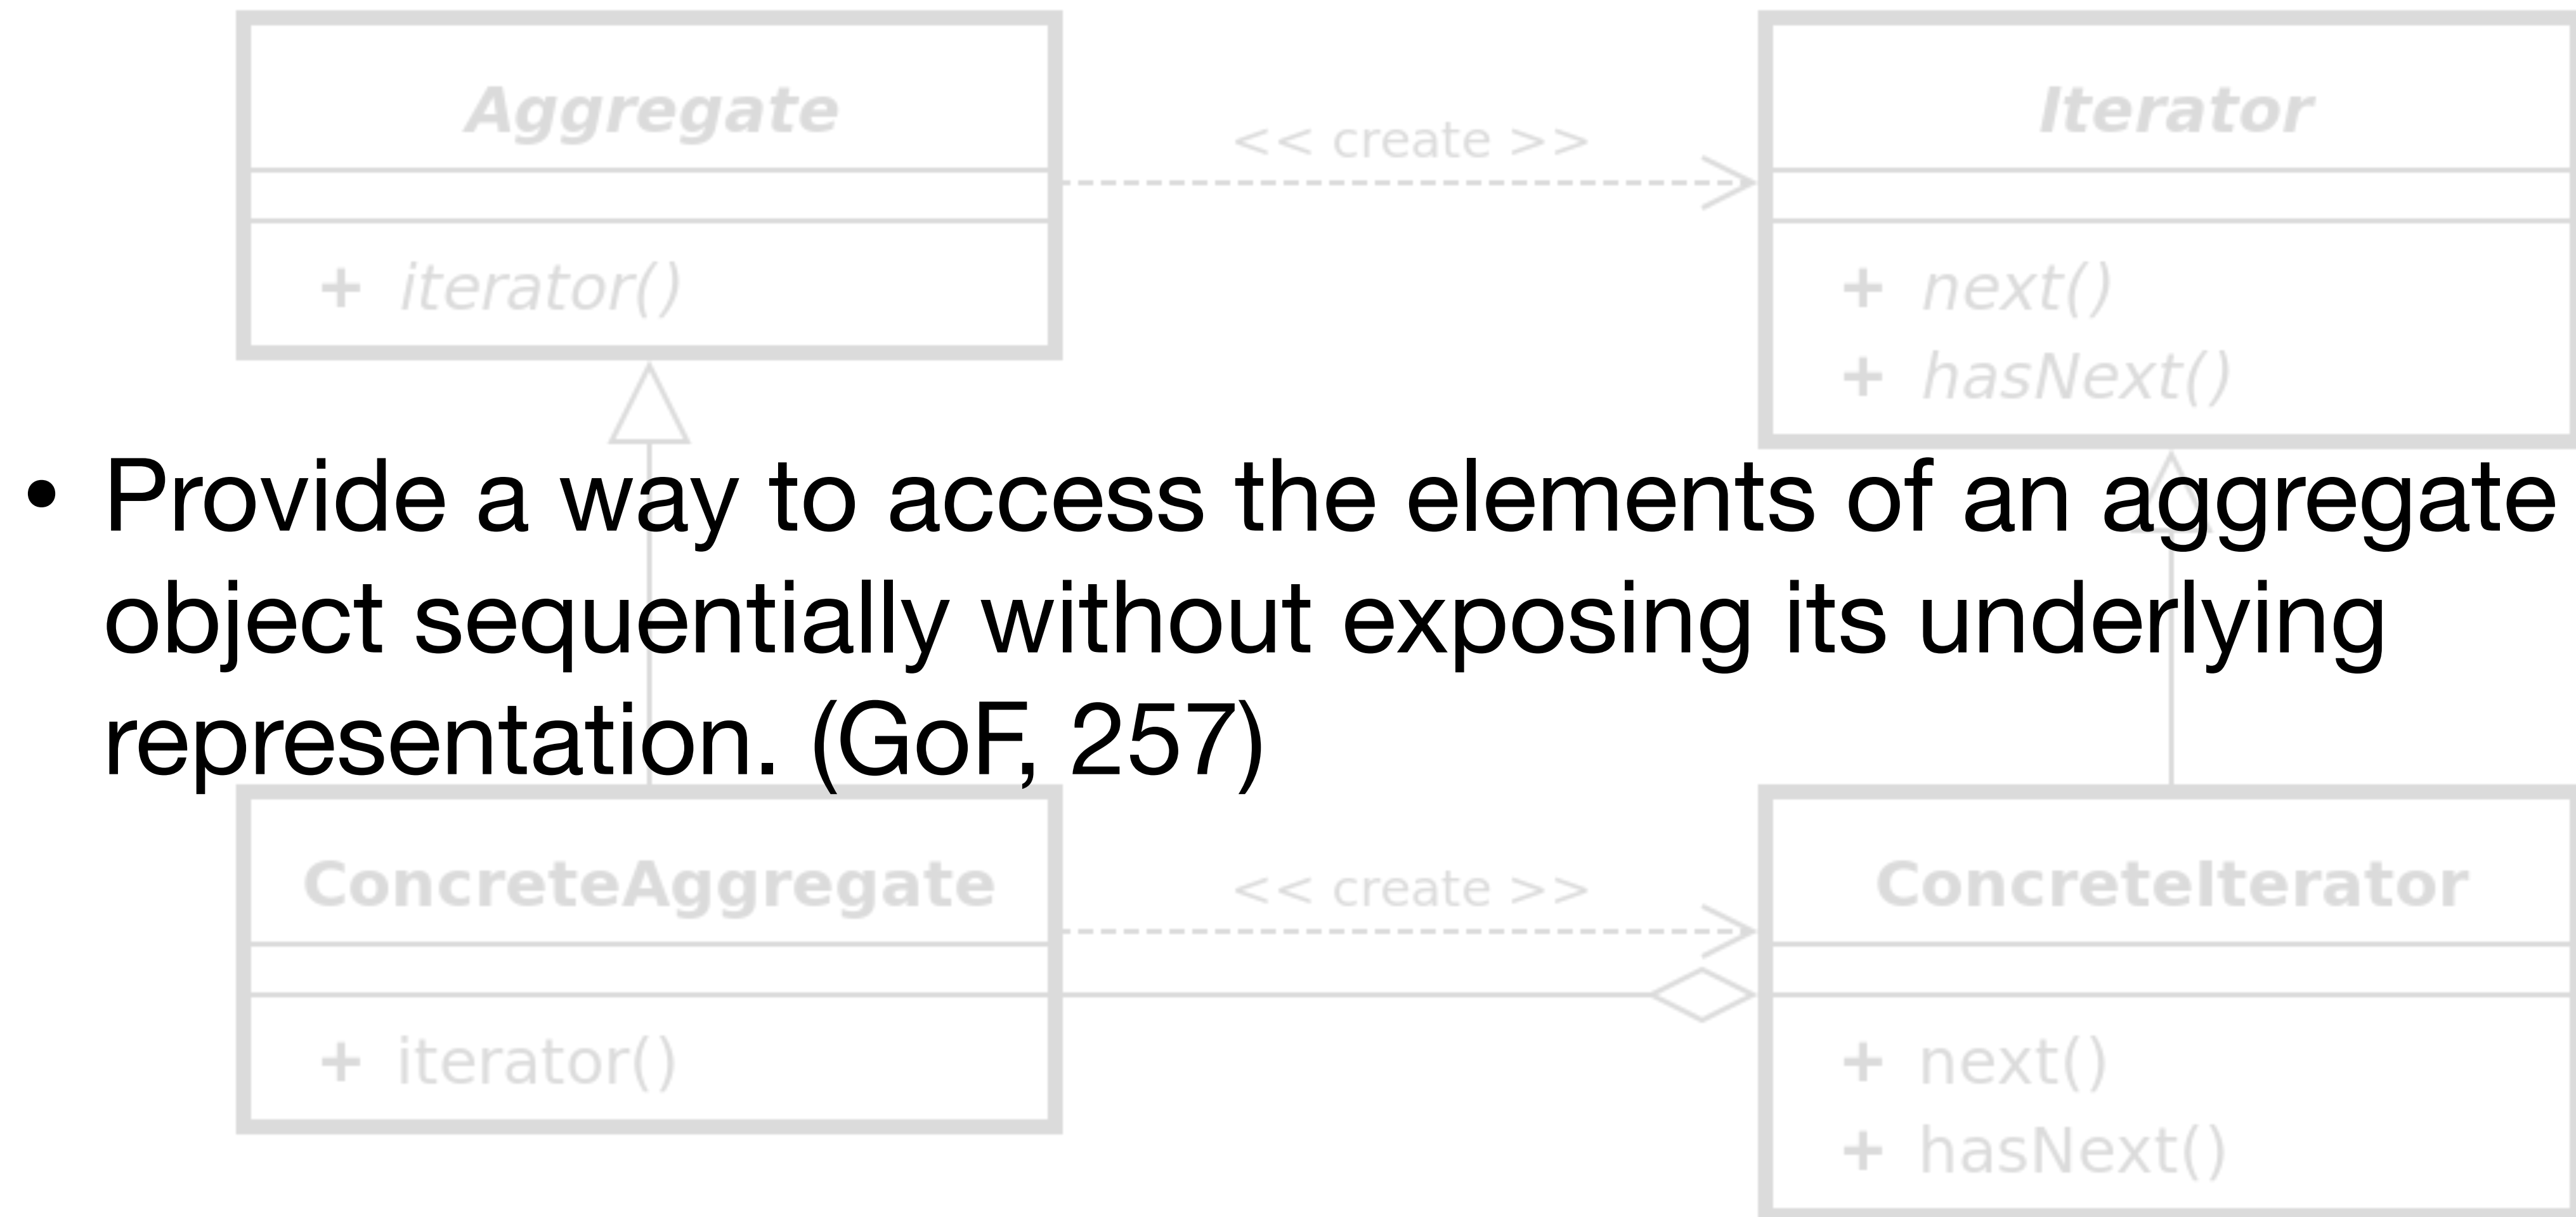 Aggregate
<< create >>
Iterator
+ iterator()
+ next()
+ hasNext()
• Provide a way to access the elements of an aggregate
object sequentially without exposing its underlying
representation. (GoF, 257)
ConcreteAggregate
<< create >>
ConcreteIterator
+ iterator()
+ next()
+ hasNext()